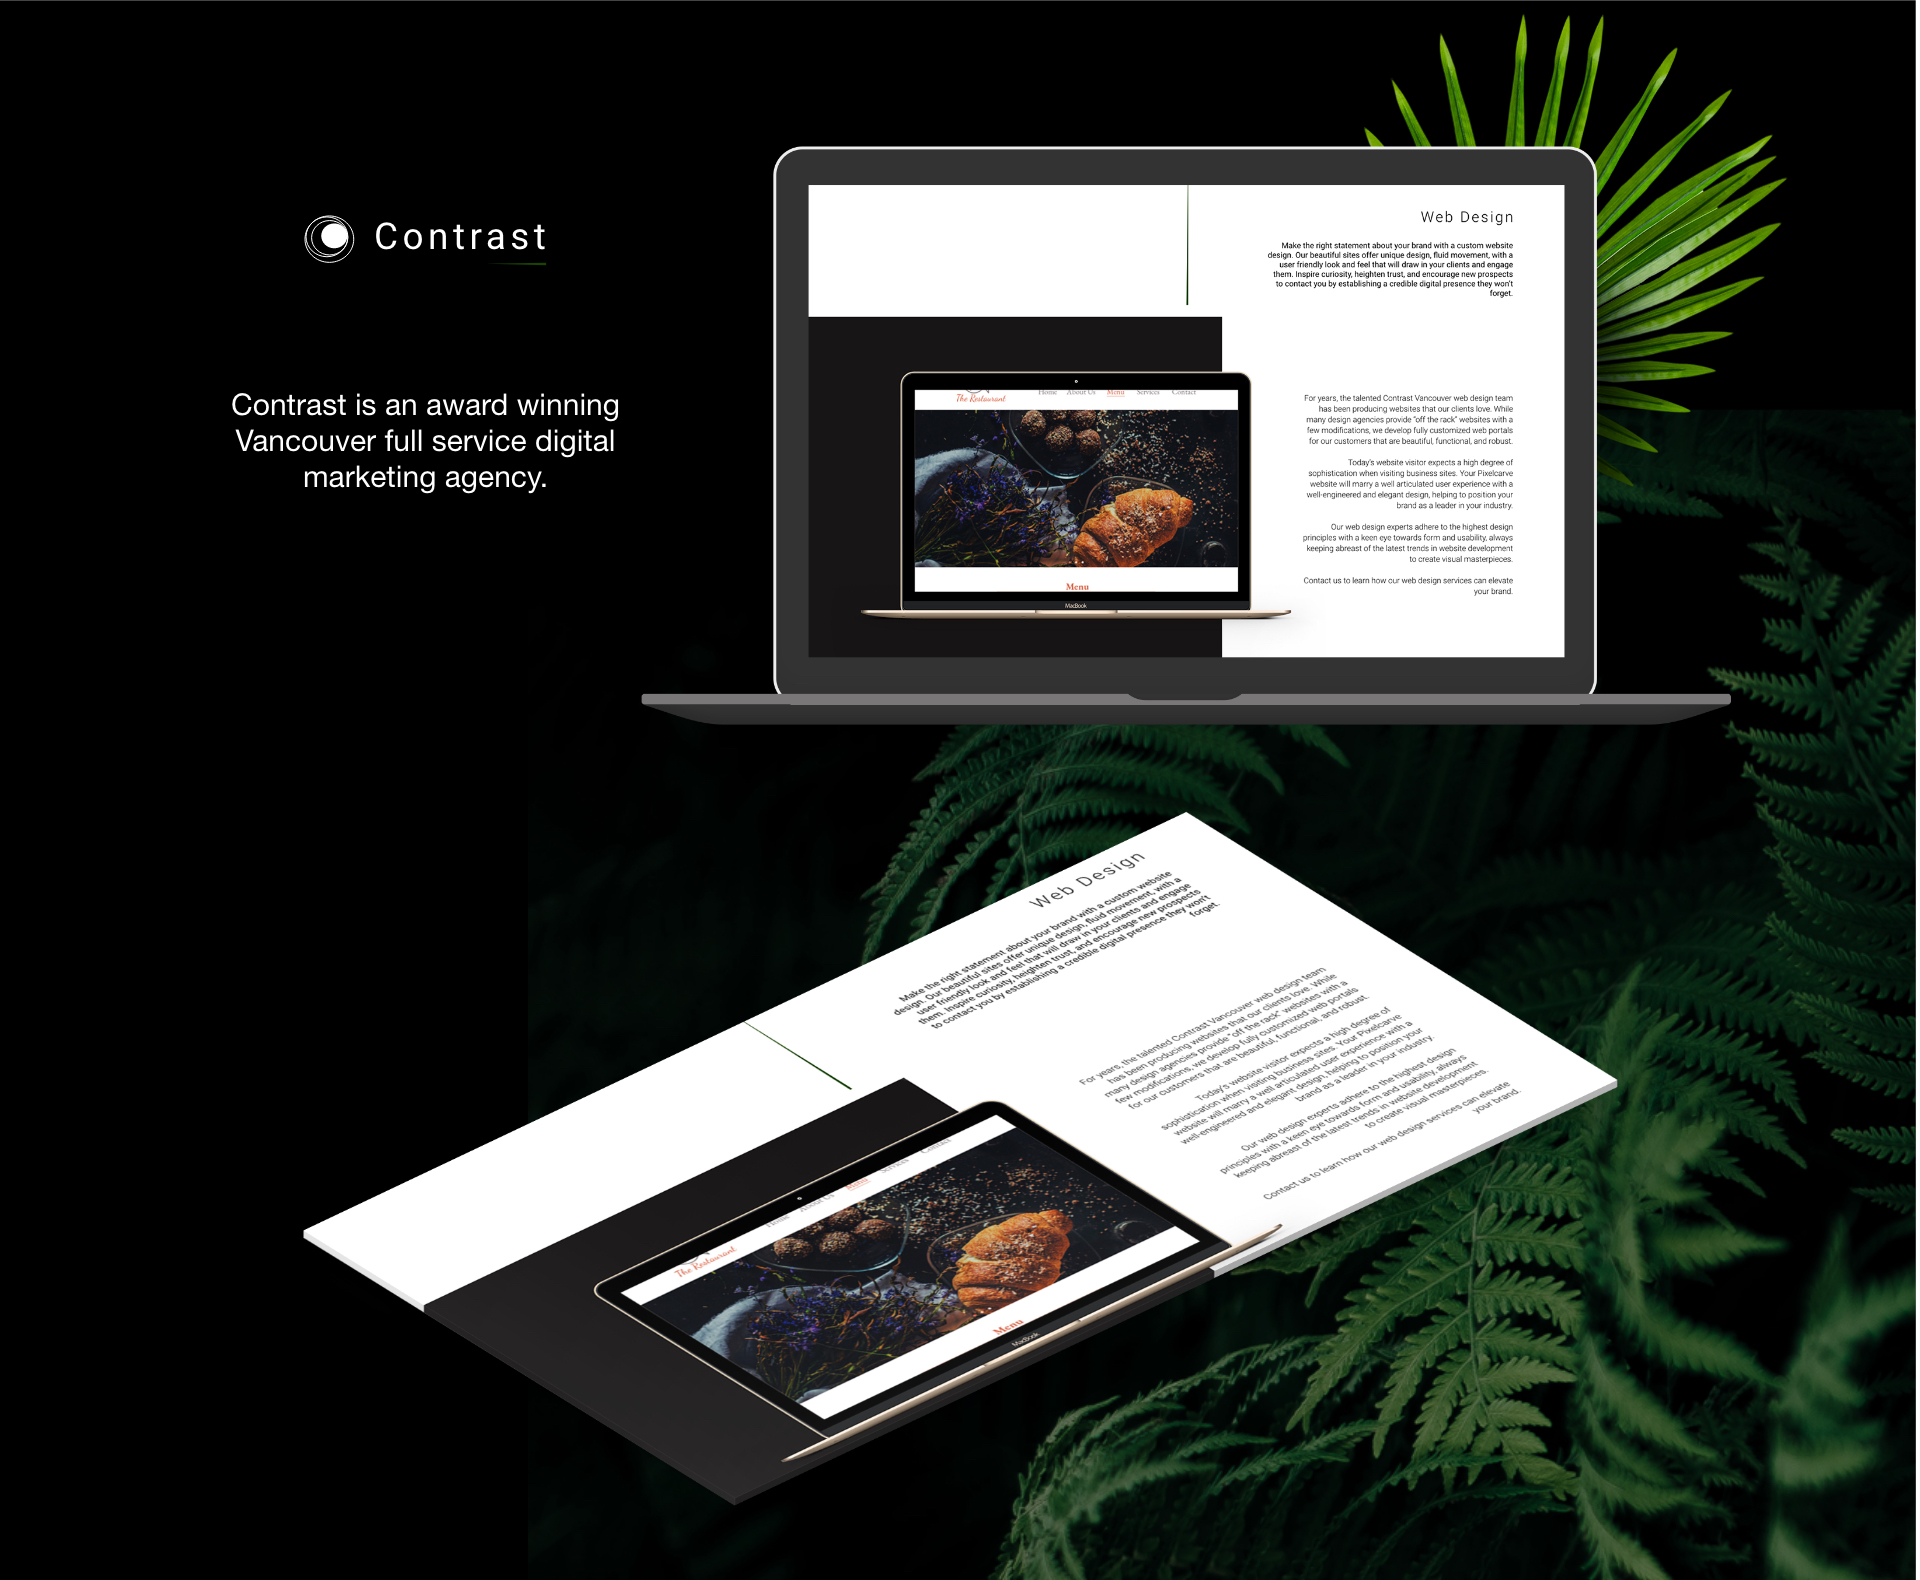 Contrast
Contrast is an award winning
Vancouver full service digital
marketing agency.
Web Design
Make the right statement about your brand with a custom website
design. Our beautiful sites offer unique design, fluid movement, with a
user friendly look and feel that will draw in your clients and engage
them. Inspire curiosity, heighten trust, and encourage new prospects
to contact you by establishing a credible digital presence they won't
forget.
The Restaurant
Home About Us Menu Services Contact
Menu
MacBook
For years, the talented Contrast Vancouver web design team
has been producing websites that our clients love. While
many design agencies provide "off the rack" websites with a
few modifications, we develop fully customized web portals
for our customers that are beautiful, functional, and robust.
Today's website visitor expects a high degree of
sophistication when visiting business sites. Your Pixelcarve
website will marry a well articulated user experience with a
well-engineered and elegant design, helping to position your
brand as a leader in your industry.
Our web design experts adhere to the highest design
principles with a keen eye towards form and usability, always
keeping abreast of the latest trends in website development
to create visual masterpieces.
Contact us to learn how our web design services can elevate
your brand.
Web Design
Make the right statement about your brand with a custom website
design. Our beautiful sites offer unique design, fluid movement, with a
user friendly look and feel that will draw in your clients and engage
them. Inspire curiosity, heighten trust, and encourage new prospects
to contact you by establishing a credible digital presence they won't
forget.
For years, the talented Contrast Vancouver web design team
has been producing websites that our clients love. While
many design agencies provide "off the rack" websites with a
few modifications, we develop fully customized web portals
for our customers that are beautiful, functional, and robust.
Today's website visitor expects a high degree of
sophistication when visiting business sites. Your Pixelcarve
website will marry a well articulated user experience with a
well-engineered and elegant design, helping to position your
brand as a leader in your industry.
Our web design experts adhere to the highest design
principles with a keen eye towards form and usability, always
keeping abreast of the latest trends in website development
to create visual masterpieces.
Contact us to learn how our web design services can elevate
your brand.
The Restaurant
Home About Us Menu Services Contact
Menu
MacBook